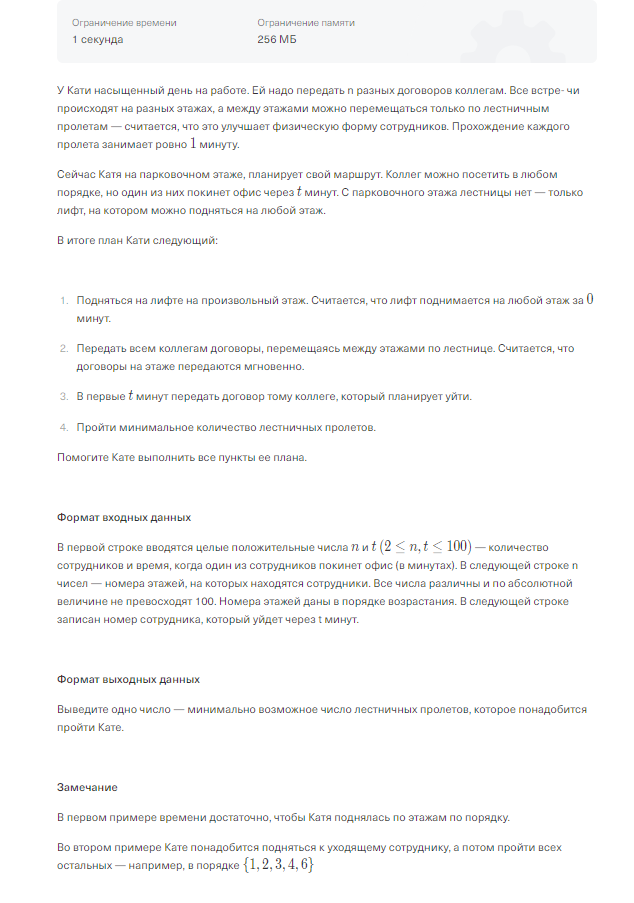 Ограничение времени
Ограничение памяти
1 секунда
256 МБ
У Кати насыщенный день на работе. Ей надо передать n разных договоров коллегам. Все встре- чи
происходят на разных этажах, а между этажами можно перемещаться только по лестничным
пролетам — считается, что это улучшает физическую форму сотрудников. Прохождение каждого
пролета занимает ровно 1 минуту.
Сейчас Катя на парковочном этаже, планирует свой маршрут. Коллег можно посетить в любом
порядке, но один из них покинет офис через t минут. С парковочного этажа лестницы нет — только
лифт, на котором можно подняться на любой этаж.
В итоге план Кати следующий:
1. Подняться на лифте на произвольный этаж. Считается, что лифт поднимается на любой этаж за 0
минут.
2. Передать всем коллегам договоры, перемещаясь между этажами по лестнице. Считается, что
договоры на этаже передаются мгновенно.
3. В первые t минут передать договор тому коллеге, который планирует уйти.
4. Пройти минимальное количество лестничных пролетов.
Помогите Кате выполнить все пункты ее плана.
Формат входных данных
В первой строке вводятся целые положительные числа n и t (2 ≤ n, t ≤ 100) — количество
сотрудников и время, когда один из сотрудников покинет офис (в минутах). В следующей строке n
чисел — номера этажей, на которых находятся сотрудники. Все числа различны и по абсолютной
величине не превосходят 100. Номера этажей даны в порядке возрастания. В следующей строке
записан номер сотрудника, который уйдет через t минут.
Формат выходных данных
Выведите одно число — минимально возможное число лестничных пролетов, которое понадобится
пройти Кате.
Замечание
В первом примере времени достаточно, чтобы Катя поднялась по этажам по порядку.
Во втором примере Кате понадобится подняться к уходящему сотруднику, а потом пройти всех
остальных — например, в порядке {1, 2, 3, 4, 6}